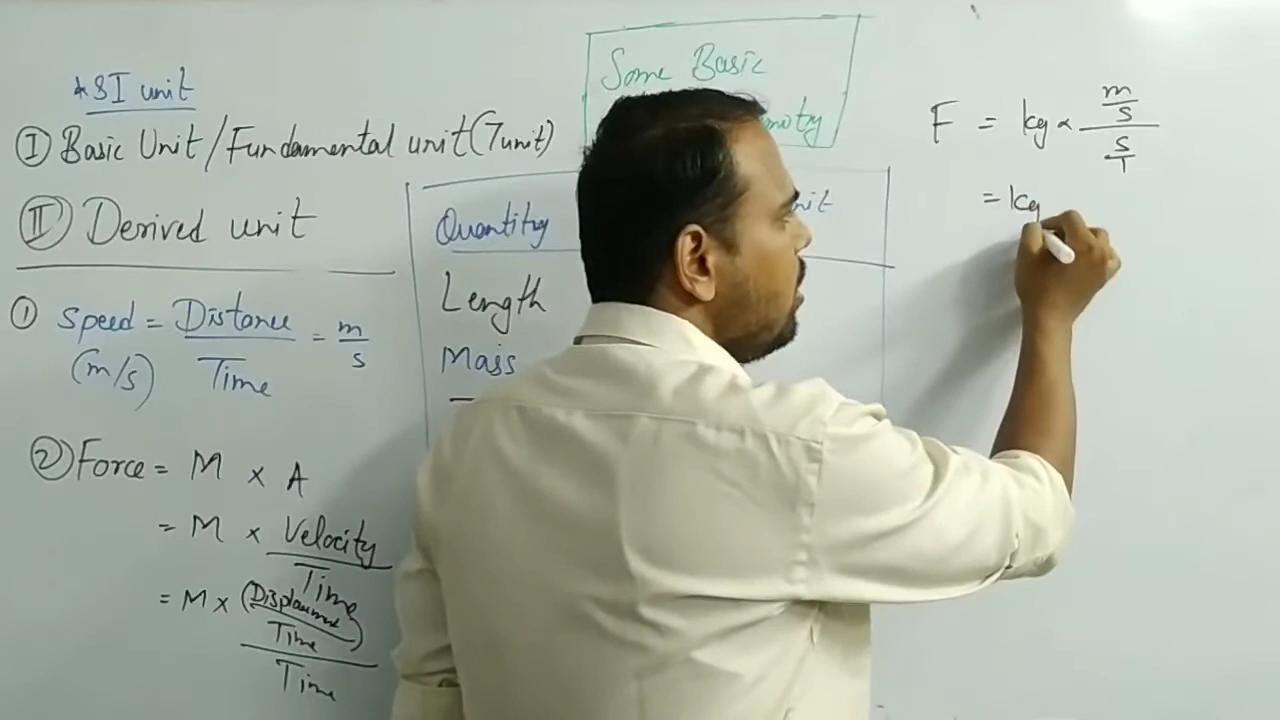 * SI unit
Ⓘ Basic Unit/Fundamental unit (7 unit)
Ⓘⓘ Derived unit
① Speed = Distance / Time = m/s
(m/s)
② Force = M × A
= M × Velocity / Time
= M × (Displacement / Time) / Time
Some Basic
Quantity
Length
Mass
F = kg × (m/s) / (s/1)
= kg